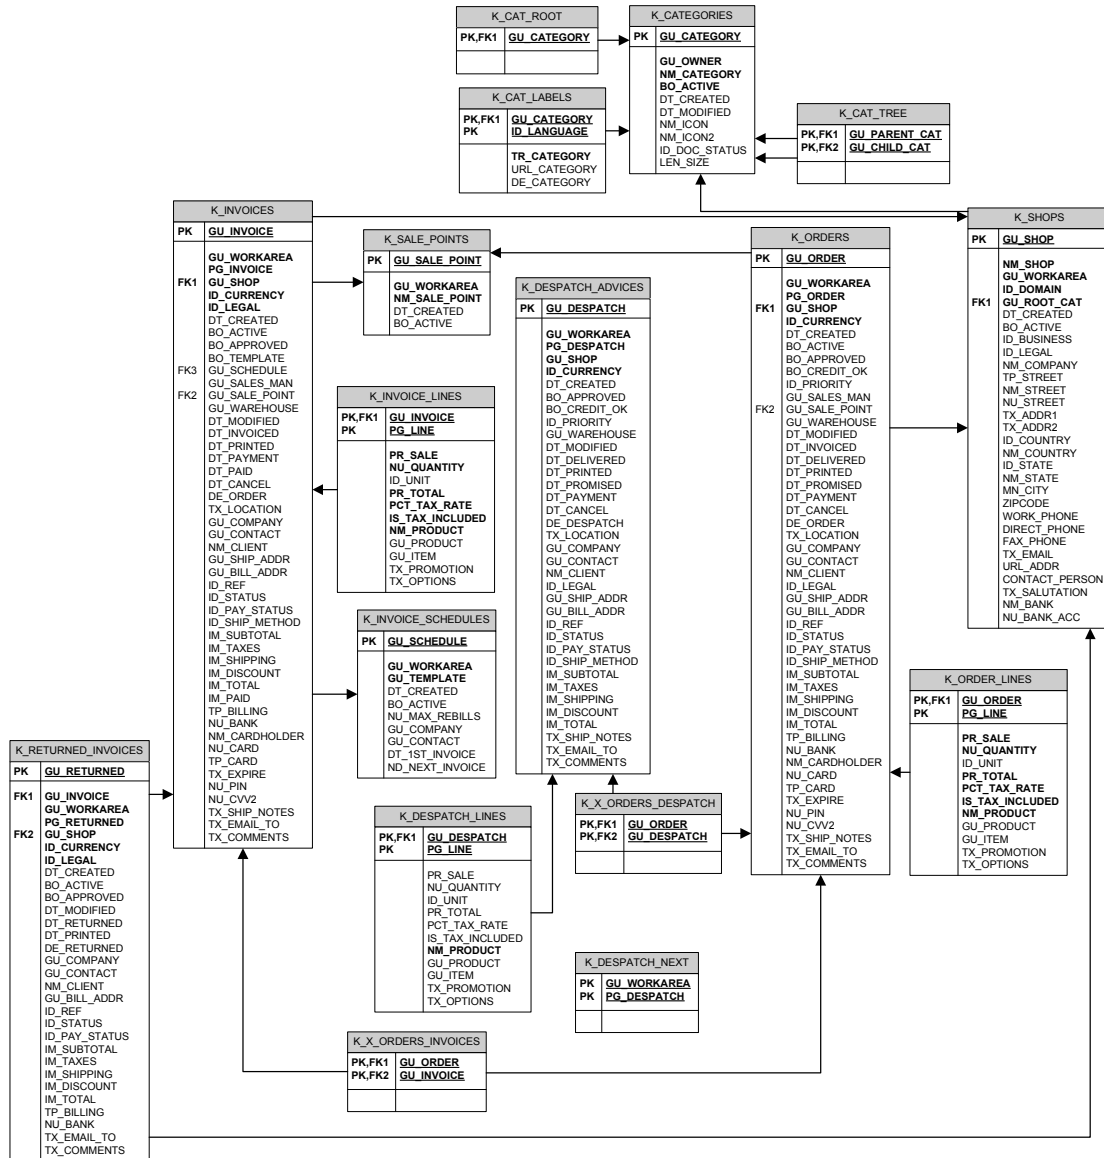 K_CAT_ROOT
PK,FK1 GU_CATEGORY
K_CATEGORIES
PK GU_CATEGORY
GU_OWNER
NM_CATEGORY
BO_ACTIVE
DT_CREATED
DT_MODIFIED
NM_ICON
NM_ICON2
ID_DOC_STATUS
LEN_SIZE
K_CAT_LABELS
PK,FK1 GU_CATEGORY
PK ID_LANGUAGE
TR_CATEGORY
URL_CATEGORY
DE_CATEGORY
K_CAT_TREE
PK,FK1 GU_PARENT_CAT
PK,FK2 GU_CHILD_CAT
K_INVOICES
PK GU_INVOICE
GU_WORKAREA
PG_INVOICE
FK1 GU_SHOP
ID_CURRENCY
ID_LEGAL
DT_CREATED
BO_ACTIVE
BO_APPROVED
BO_TEMPLATE
FK3 GU_SCHEDULE
GU_SALES_MAN
FK2 GU_SALE_POINT
GU_WAREHOUSE
DT_MODIFIED
DT_INVOICED
DT_PRINTED
DT_PAYMENT
DT_PAID
DT_CANCEL
DE_ORDER
TX_LOCATION
GU_COMPANY
GU_CONTACT
NM_CLIENT
GU_SHIP_ADDR
GU_BILL_ADDR
ID_REF
ID_STATUS
ID_PAY_STATUS
ID_SHIP_METHOD
IM_SUBTOTAL
IM_TAXES
IM_SHIPPING
IM_DISCOUNT
IM_TOTAL
IM_PAID
TP_BILLING
NU_BANK
NM_CARDHOLDER
NU_CARD
TP_CARD
TX_EXPIRE
NU_PIN
NU_CVV2
TX_SHIP_NOTES
TX_EMAIL_TO
TX_COMMENTS
K_SALE_POINTS
PK GU_SALE_POINT
GU_WORKAREA
NM_SALE_POINT
DT_CREATED
BO_ACTIVE
K_DESPATCH_ADVICES
PK GU_DESPATCH
GU_WORKAREA
PG_DESPATCH
GU_SHOP
ID_CURRENCY
DT_CREATED
BO_APPROVED
BO_CREDIT_OK
ID_PRIORITY
GU_WAREHOUSE
DT_MODIFIED
DT_DELIVERED
DT_PRINTED
DT_PROMISED
DT_PAYMENT
DT_CANCEL
DE_DESPATCH
TX_LOCATION
GU_COMPANY
GU_CONTACT
NM_CLIENT
ID_LEGAL
GU_SHIP_ADDR
GU_BILL_ADDR
ID_REF
ID_STATUS
ID_PAY_STATUS
ID_SHIP_METHOD
IM_SUBTOTAL
IM_TAXES
IM_SHIPPING
IM_DISCOUNT
IM_TOTAL
TX_SHIP_NOTES
TX_EMAIL_TO
TX_COMMENTS
K_ORDERS
PK GU_ORDER
GU_WORKAREA
PG_ORDER
FK1 GU_SHOP
ID_CURRENCY
DT_CREATED
BO_ACTIVE
BO_APPROVED
BO_CREDIT_OK
ID_PRIORITY
GU_SALES_MAN
FK2 GU_SALE_POINT
GU_WAREHOUSE
DT_MODIFIED
DT_INVOICED
DT_DELIVERED
DT_PRINTED
DT_PROMISED
DT_PAYMENT
DT_CANCEL
DE_ORDER
TX_LOCATION
GU_COMPANY
GU_CONTACT
NM_CLIENT
ID_LEGAL
GU_SHIP_ADDR
GU_BILL_ADDR
ID_REF
ID_STATUS
ID_PAY_STATUS
ID_SHIP_METHOD
IM_SUBTOTAL
IM_TAXES
IM_SHIPPING
IM_DISCOUNT
IM_TOTAL
TP_BILLING
NU_BANK
NM_CARDHOLDER
NU_CARD
TP_CARD
TX_EXPIRE
NU_PIN
NU_CVV2
TX_SHIP_NOTES
TX_EMAIL_TO
TX_COMMENTS
K_SHOPS
PK GU_SHOP
NM_SHOP
GU_WORKAREA
ID_DOMAIN
FK1 GU_ROOT_CAT
DT_CREATED
BO_ACTIVE
ID_BUSINESS
ID_LEGAL
NM_COMPANY
TP_STREET
NM_STREET
NU_STREET
TX_ADDR1
TX_ADDR2
ID_COUNTRY
NM_COUNTRY
ID_STATE
NM_STATE
MN_CITY
ZIPCODE
WORK_PHONE
DIRECT_PHONE
FAX_PHONE
TX_EMAIL
URL_ADDR
CONTACT_PERSON
TX_SALUTATION
NM_BANK
NU_BANK_ACC
K_INVOICE_LINES
PK,FK1 GU_INVOICE
PK PG_LINE
PR_SALE
NU_QUANTITY
ID_UNIT
PR_TOTAL
PCT_TAX_RATE
IS_TAX_INCLUDED
NM_PRODUCT
GU_PRODUCT
GU_ITEM
TX_PROMOTION
TX_OPTIONS
K_INVOICE_SCHEDULES
PK GU_SCHEDULE
GU_WORKAREA
GU_TEMPLATE
DT_CREATED
BO_ACTIVE
NU_MAX_REBILLS
GU_COMPANY
GU_CONTACT
DT_1ST_INVOICE
ND_NEXT_INVOICE
K_ORDER_LINES
PK,FK1 GU_ORDER
PK PG_LINE
PR_SALE
NU_QUANTITY
ID_UNIT
PR_TOTAL
PCT_TAX_RATE
IS_TAX_INCLUDED
NM_PRODUCT
GU_PRODUCT
GU_ITEM
TX_PROMOTION
TX_OPTIONS
K_RETURNED_INVOICES
PK GU_RETURNED
FK1 GU_INVOICE
GU_WORKAREA
PG_RETURNED
FK2 GU_SHOP
ID_CURRENCY
ID_LEGAL
DT_CREATED
BO_ACTIVE
BO_APPROVED
DT_MODIFIED
DT_RETURNED
DT_PRINTED
DE_RETURNED
GU_COMPANY
GU_CONTACT
NM_CLIENT
GU_BILL_ADDR
ID_REF
ID_STATUS
ID_PAY_STATUS
IM_SUBTOTAL
IM_TAXES
IM_SHIPPING
IM_DISCOUNT
IM_TOTAL
TP_BILLING
NU_BANK
TX_EMAIL_TO
TX_COMMENTS
K_DESPATCH_LINES
PK,FK1 GU_DESPATCH
PK PG_LINE
PR_SALE
NU_QUANTITY
ID_UNIT
PR_TOTAL
PCT_TAX_RATE
IS_TAX_INCLUDED
NM_PRODUCT
GU_PRODUCT
GU_ITEM
TX_PROMOTION
TX_OPTIONS
K_X_ORDERS_DESPATCH
PK,FK1 GU_ORDER
PK,FK2 GU_DESPATCH
K_DESPATCH_NEXT
PK GU_WORKAREA
PK PG_DESPATCH
K_X_ORDERS_INVOICES
PK,FK1 GU_ORDER
PK,FK2 GU_INVOICE